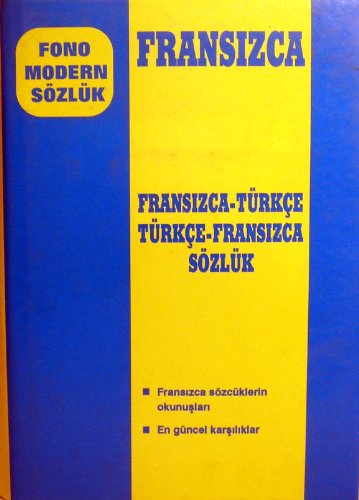 FONO
MODERN
SÖZLÜK
FRANSIZCA
FRANSIZCA-TÜRKÇE
TÜRKÇE-FRANSIZCA
SÖZLÜK
Fransızca sözcüklerin
okunuşları
En güncel karşılıklar